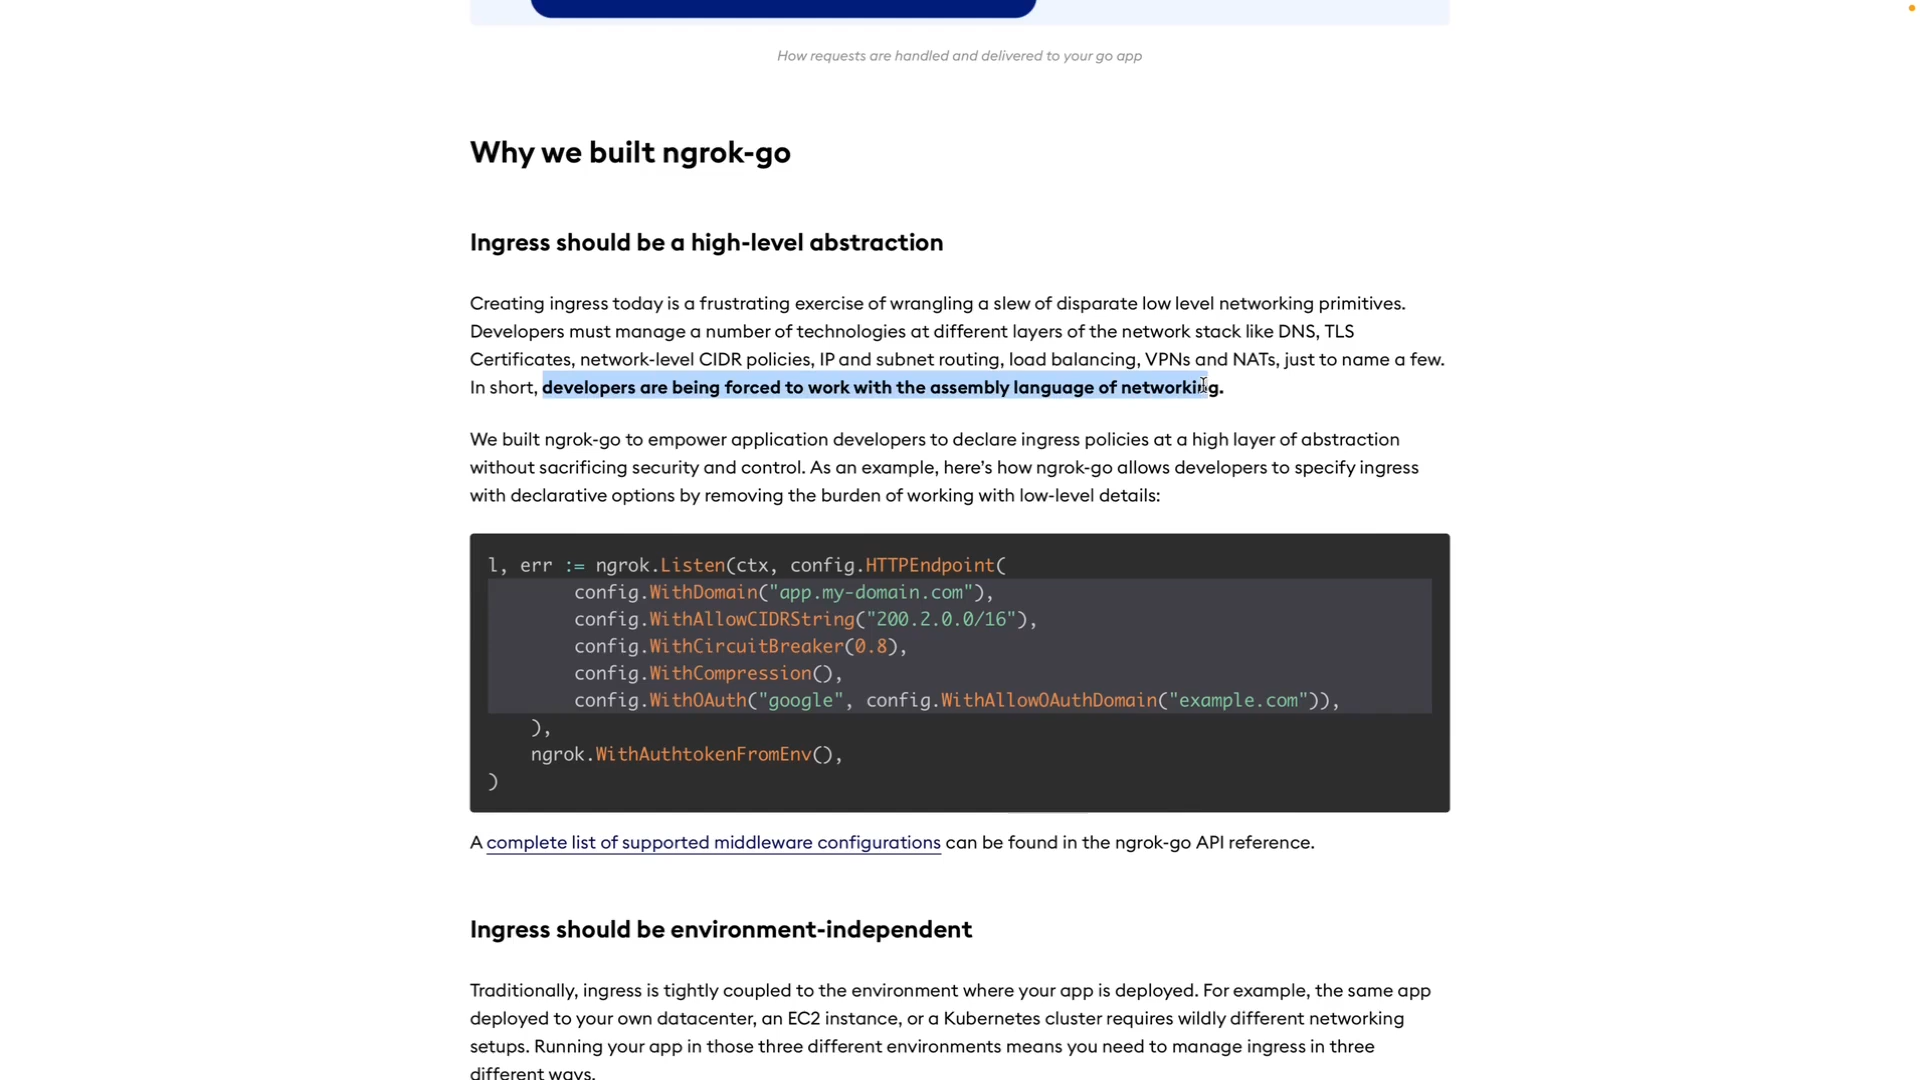 How requests are handled and delivered to your go app
Why we built ngrok-go
Ingress should be a high-level abstraction
Creating ingress today is a frustrating exercise of wrangling a slew of disparate low level networking primitives.
Developers must manage a number of technologies at different layers of the network stack like DNS, TLS
Certificates, network-level CIDR policies, IP and subnet routing, load balancing, VPNs and NATs, just to name a few.
In short, developers are being forced to work with the assembly language of networking.
We built ngrok-go to empower application developers to declare ingress policies at a high layer of abstraction
without sacrificing security and control. As an example, here’s how ngrok-go allows developers to specify ingress
with declarative options by removing the burden of working with low-level details:
l, err := ngrok.Listen(ctx, config.HTTPEndpoint(
        config.WithDomain("app.my-domain.com"),
        config.WithAllowCIDRString("200.2.0.0/16"),
        config.WithCircuitBreaker(0.8),
        config.WithCompression(),
        config.WithOAuth("google", config.WithAllowOAuthDomain("example.com")),
    ),
    ngrok.WithAuthtokenFromEnv(),
)
A complete list of supported middleware configurations can be found in the ngrok-go API reference.
Ingress should be environment-independent
Traditionally, ingress is tightly coupled to the environment where your app is deployed. For example, the same app
deployed to your own datacenter, an EC2 instance, or a Kubernetes cluster requires wildly different networking
setups. Running your app in those three different environments means you need to manage ingress in three
different ways.